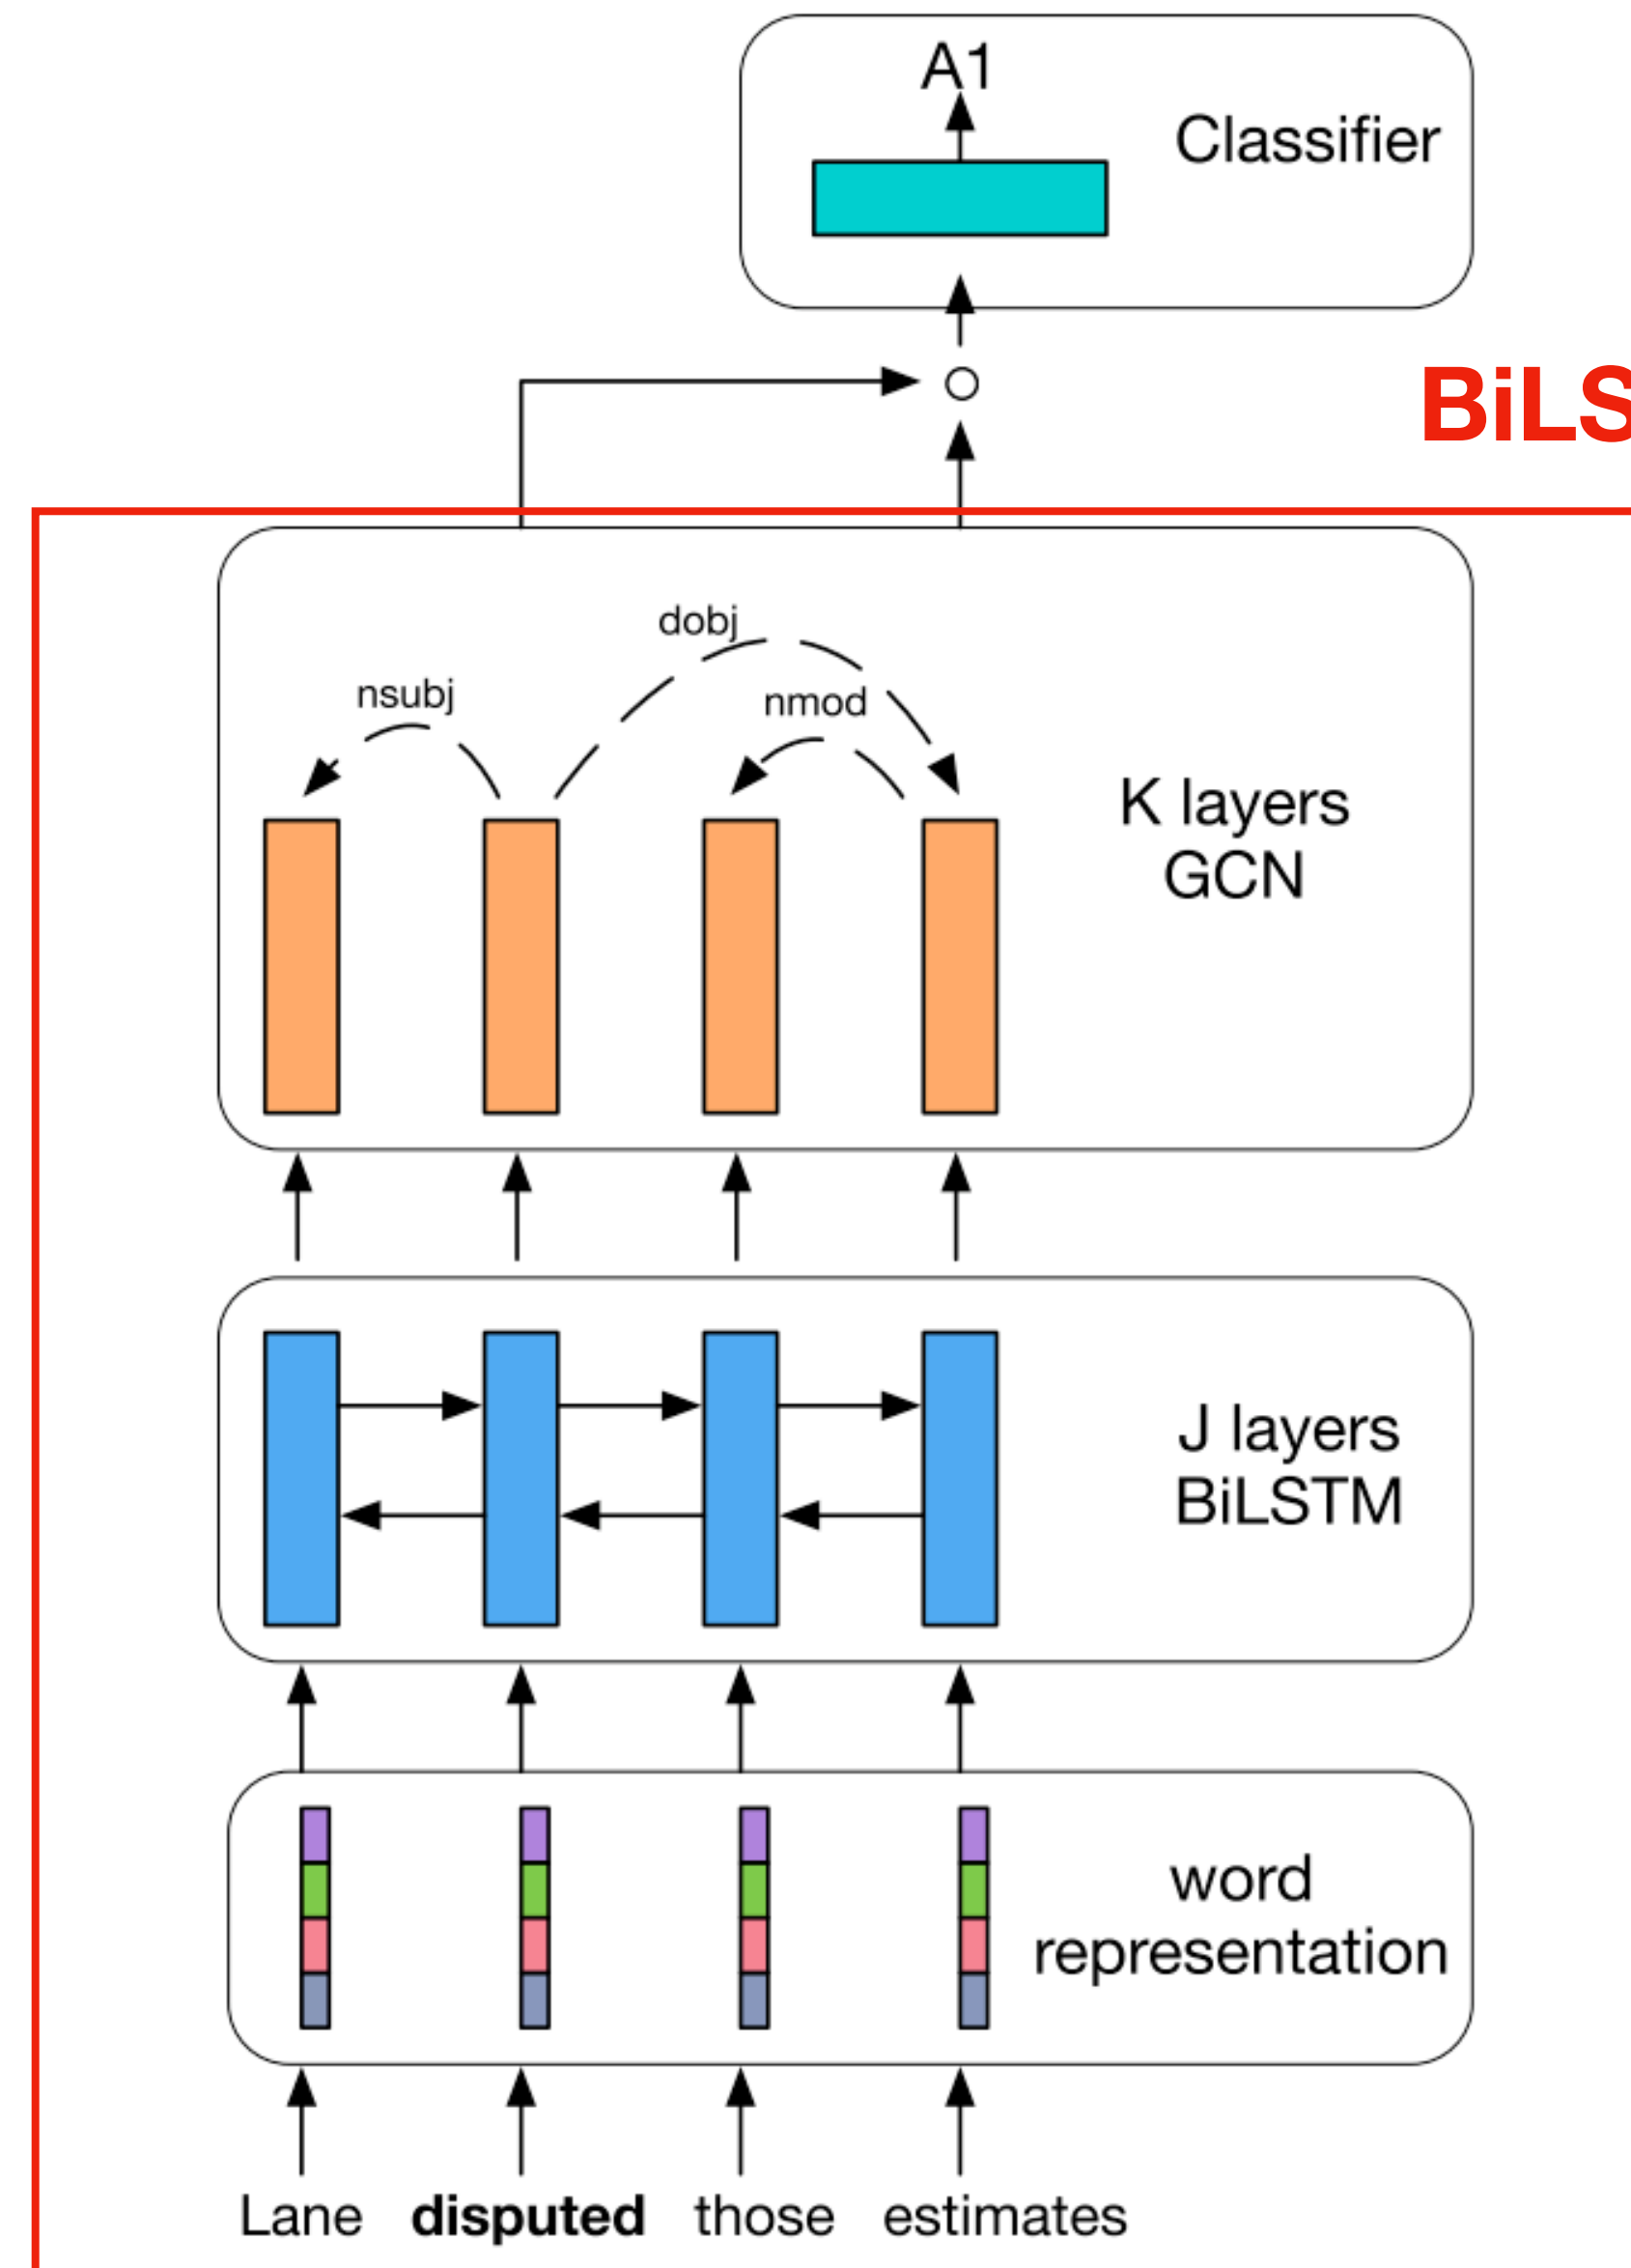 A1
Classifier
BiLS
dobj
nsubj
nmod
K layers
GCN
J layers
BiLSTM
word
representation
Lane disputed those estimates